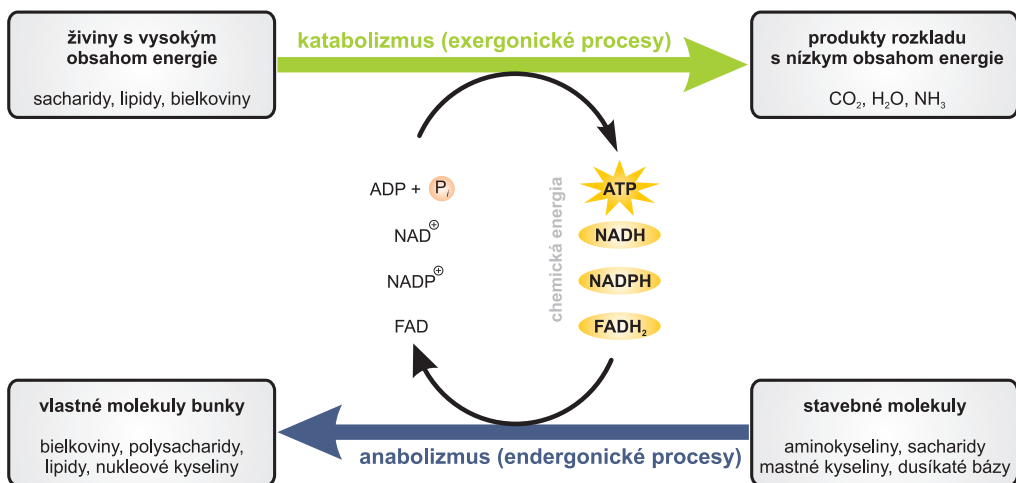 živiny s vysokým
obsahom energie
sacharidy, lipidy, bielkoviny
katabolizmus (exergonické procesy)
produkty rozkladu
s nízkym obsahom energie
CO₂, H₂O, NH₃
ADP + Pᵢ
NAD⊕
NADP⊕
FAD
chemická energia
ATP
NADH
NADPH
FADH₂
vlastné molekuly bunky
bielkoviny, polysacharidy,
lipidy, nukleové kyseliny
anabolizmus (endergonické procesy)
stavebné molekuly
aminokyseliny, sacharidy
mastné kyseliny, dusíkaté bázy